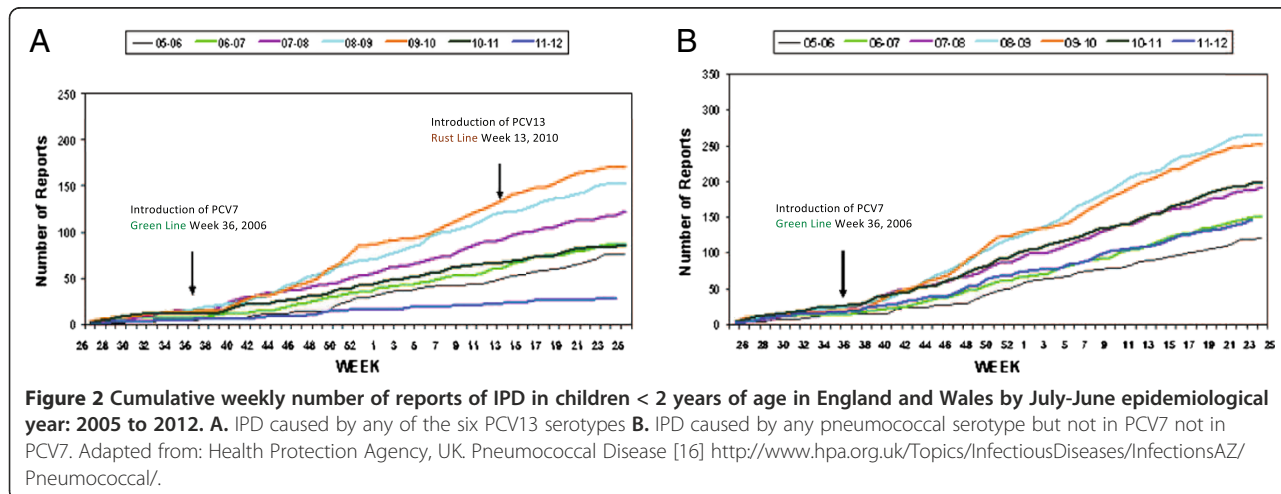 A
05-06 06-07 07-08 08-09 09-10 10-11 11-12
250
200
150
100
50
0
Number of Reports
Introduction of PCV7
Green Line Week 36, 2006
Introduction of PCV13
Rust Line Week 13, 2010
26 28 30 32 34 36 38 40 42 44 46 48 50 52 1 3 5 7 9 11 13 15 17 19 21 23 25
WEEK
B
05-06 06-07 07-08 08-09 09-10 10-11 11-12
350
300
250
200
150
100
50
0
Number of Reports
Introduction of PCV7
Green Line Week 36, 2006
26 28 30 32 34 36 38 40 42 44 46 48 50 52 1 3 5 7 9 11 13 15 17 19 21 23 25
WEEK
Figure 2 Cumulative weekly number of reports of IPD in children < 2 years of age in England and Wales by July-June epidemiological
year: 2005 to 2012. A. IPD caused by any of the six PCV13 serotypes B. IPD caused by any pneumococcal serotype but not in PCV7 not in
PCV7. Adapted from: Health Protection Agency, UK. Pneumococcal Disease [16] http://www.hpa.org.uk/Topics/InfectiousDiseases/InfectionsAZ/
Pneumococcal/.